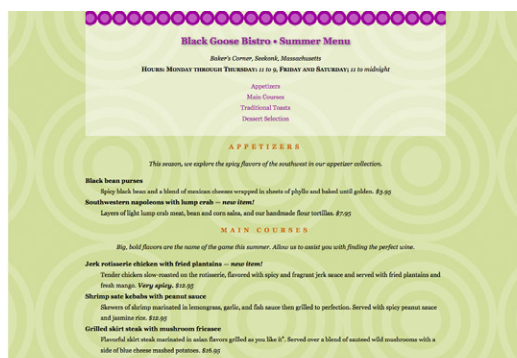 Black Goose Bistro • Summer Menu
Baker's Corner, Seekonk, Massachusetts
Hours: Monday through Thursday: 11 to 9, Friday and Saturday; 11 to midnight
Appetizers
Main Courses
Traditional Toasts
Dessert Selection
APPETIZERS
This season, we explore the spicy flavors of the southwest in our appetizer collection.
Black bean purses
Spicy black bean and a blend of mexican cheeses wrapped in sheets of phyllo and baked until golden. $3.95
Southwestern napoleons with lump crab — new item!
Layers of light lump crab meat, bean and corn salsa, and our handmade flour tortillas. $7.95
MAIN COURSES
Big, bold flavors are the name of the game this summer. Allow us to assist you with finding the perfect wine.
Jerk rotisserie chicken with fried plantains — new item!
Tender chicken slow-roasted on the rotisserie, flavored with spicy and fragrant jerk sauce and served with fried plantains and
fresh mango. Very spicy. $12.95
Shrimp sate kebabs with peanut sauce
Skewers of shrimp marinated in lemongrass, garlic, and fish sauce then grilled to perfection. Served with spicy peanut sauce
and jasmine rice. $12.95
Grilled skirt steak with mushroom fricasee
Flavorful skirt steak marinated in asian flavors grilled as you like it". Served over a blend of sauteed wild mushrooms with a
side of blue cheese mashed potatoes. $16.95